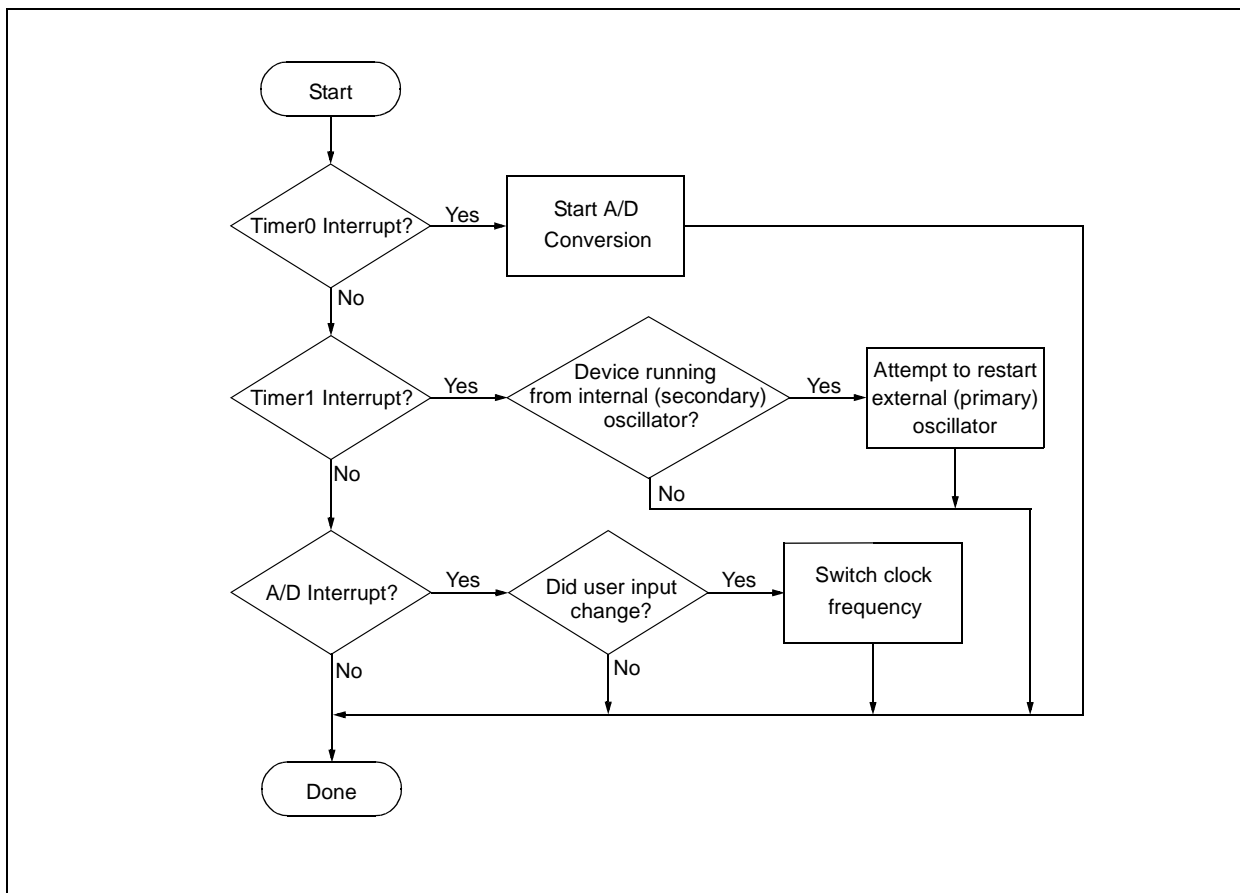 Start
Timer0 Interrupt?
Yes
Start A/D
Conversion
No
Timer1 Interrupt?
Yes
Device running
from internal (secondary)
oscillator?
Yes
Attempt to restart
external (primary)
oscillator
No
No
A/D Interrupt?
Yes
Did user input
change?
Yes
Switch clock
frequency
No
No
Done